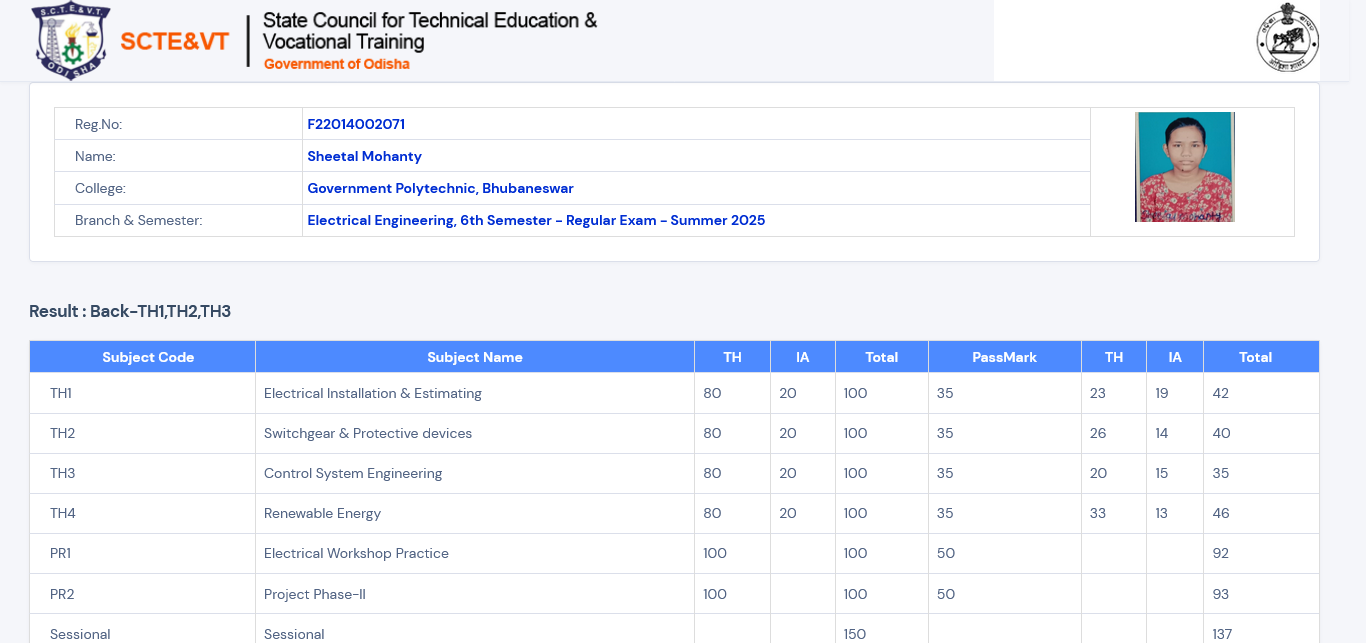 S.C.T.E.&V.T.
ODISHA
SCTE&VT
State Council for Technical Education &
Vocational Training
Government of Odisha
Reg.No: F22014002071
Name: Sheetal Mohanty
College: Government Polytechnic, Bhubaneswar
Branch & Semester: Electrical Engineering, 6th Semester - Regular Exam - Summer 2025
Result : Back-TH1,TH2,TH3
Subject Code Subject Name TH IA Total PassMark TH IA Total
TH1 Electrical Installation & Estimating 80 20 100 35 23 19 42
TH2 Switchgear & Protective devices 80 20 100 35 26 14 40
TH3 Control System Engineering 80 20 100 35 20 15 35
TH4 Renewable Energy 80 20 100 35 33 13 46
PR1 Electrical Workshop Practice 100 100 50 92
PR2 Project Phase-II 100 100 50 93
Sessional Sessional 150 137